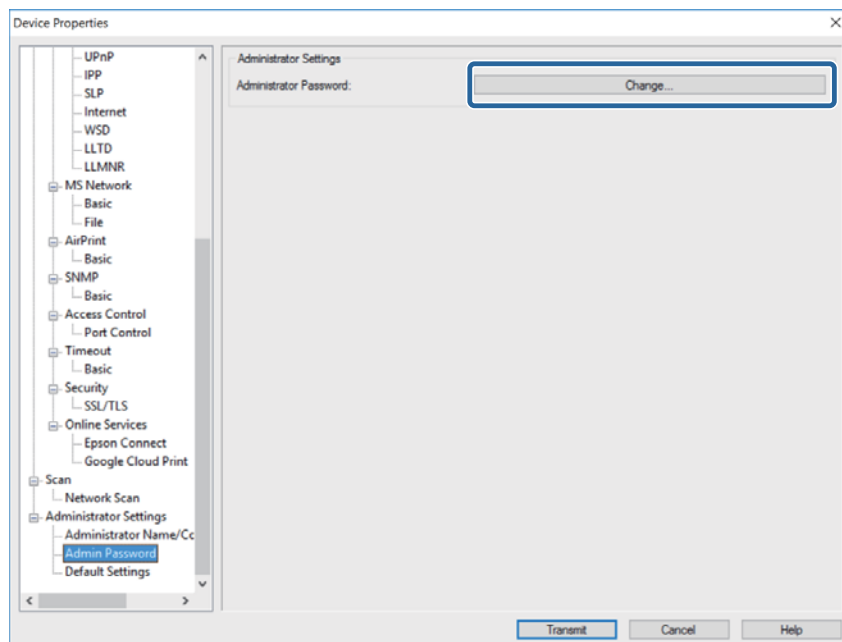 Device Properties
UPnP
IPP
SLP
Internet
WSD
LLTD
LLMNR
MS Network
Basic
File
AirPrint
Basic
SNMP
Basic
Access Control
Port Control
Timeout
Basic
Security
SSL/TLS
Online Services
Epson Connect
Google Cloud Print
Scan
Network Scan
Administrator Settings
Administrator Name/Cc
Admin Password
Default Settings
Administrator Settings
Administrator Password: Change...
Transmit Cancel Help